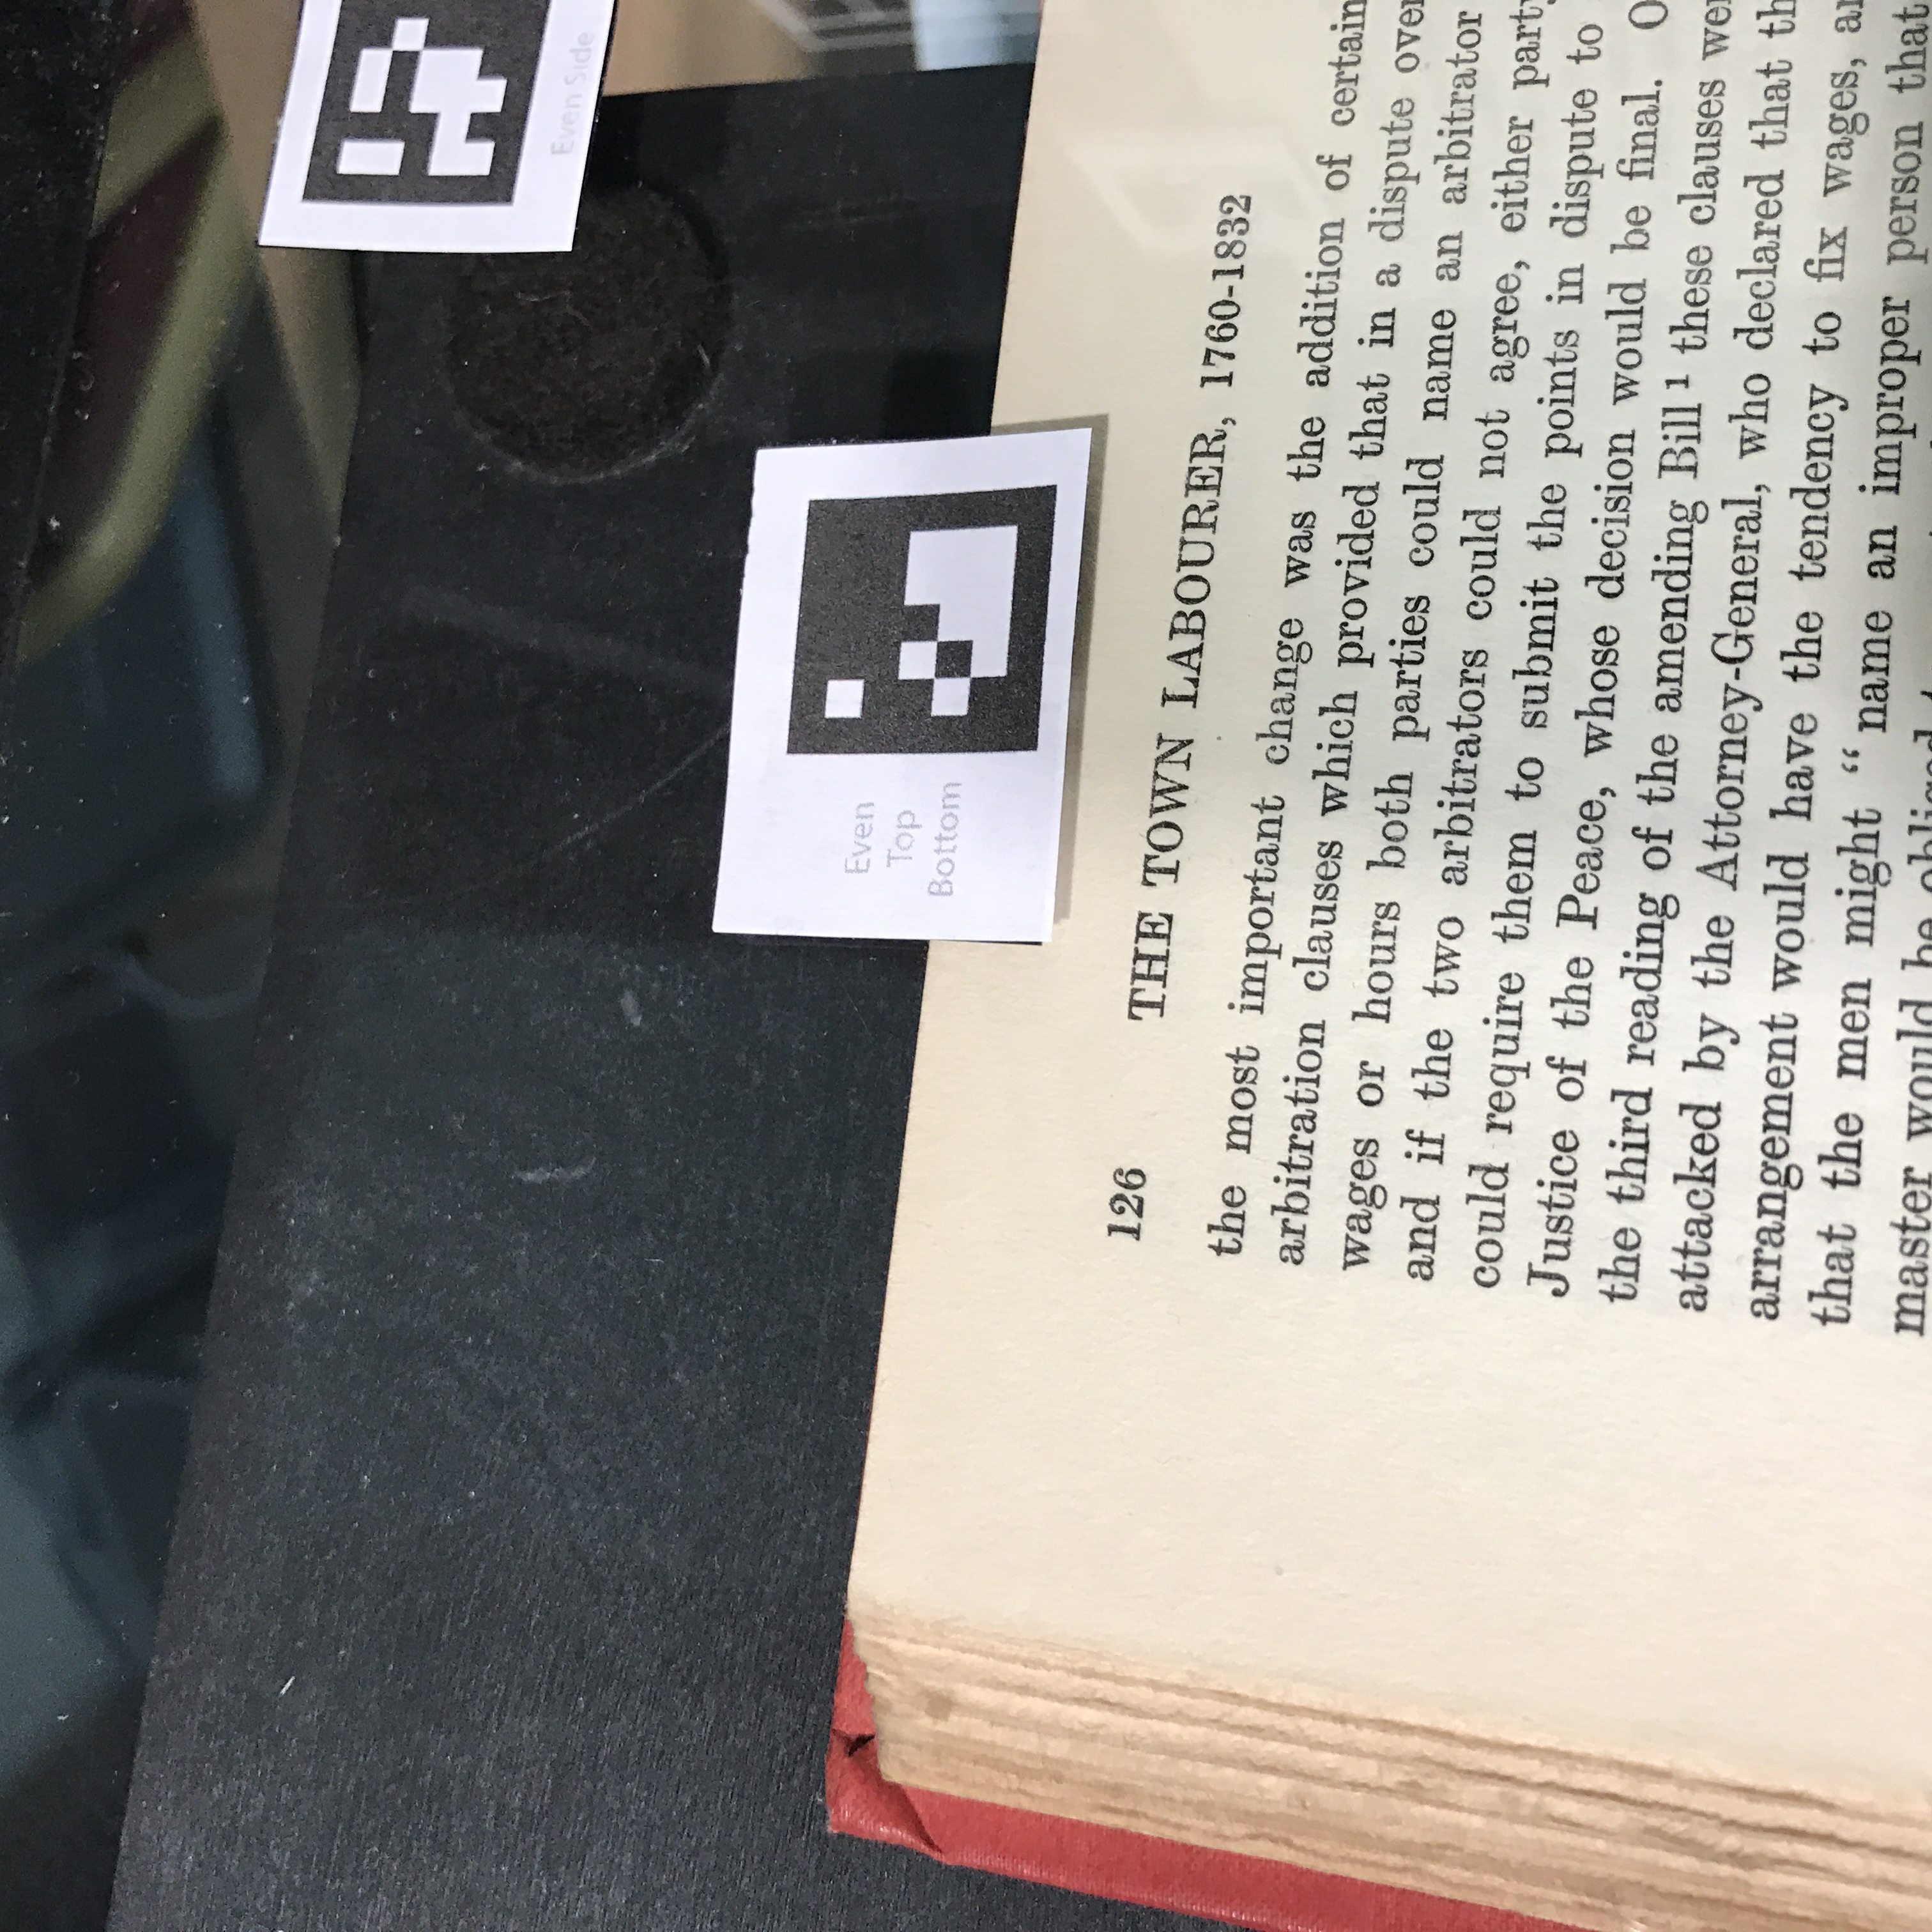 Even Side
Even
Top
Bottom
126 THE TOWN LABOURER, 1760-1832
the most important change was the addition of certain
arbitration clauses which provided that in a dispute over
wages or hours both parties could name an arbitrator
and if the two arbitrators could not agree, either party
could require them to submit the points in dispute to
Justice of the Peace, whose decision would be final.
the third reading of the amending Bill ¹ these clauses
attacked by the Attorney-General, who declared that
arrangement would have the tendency to fix wages,
that the men might “ name an improper person that
master would be